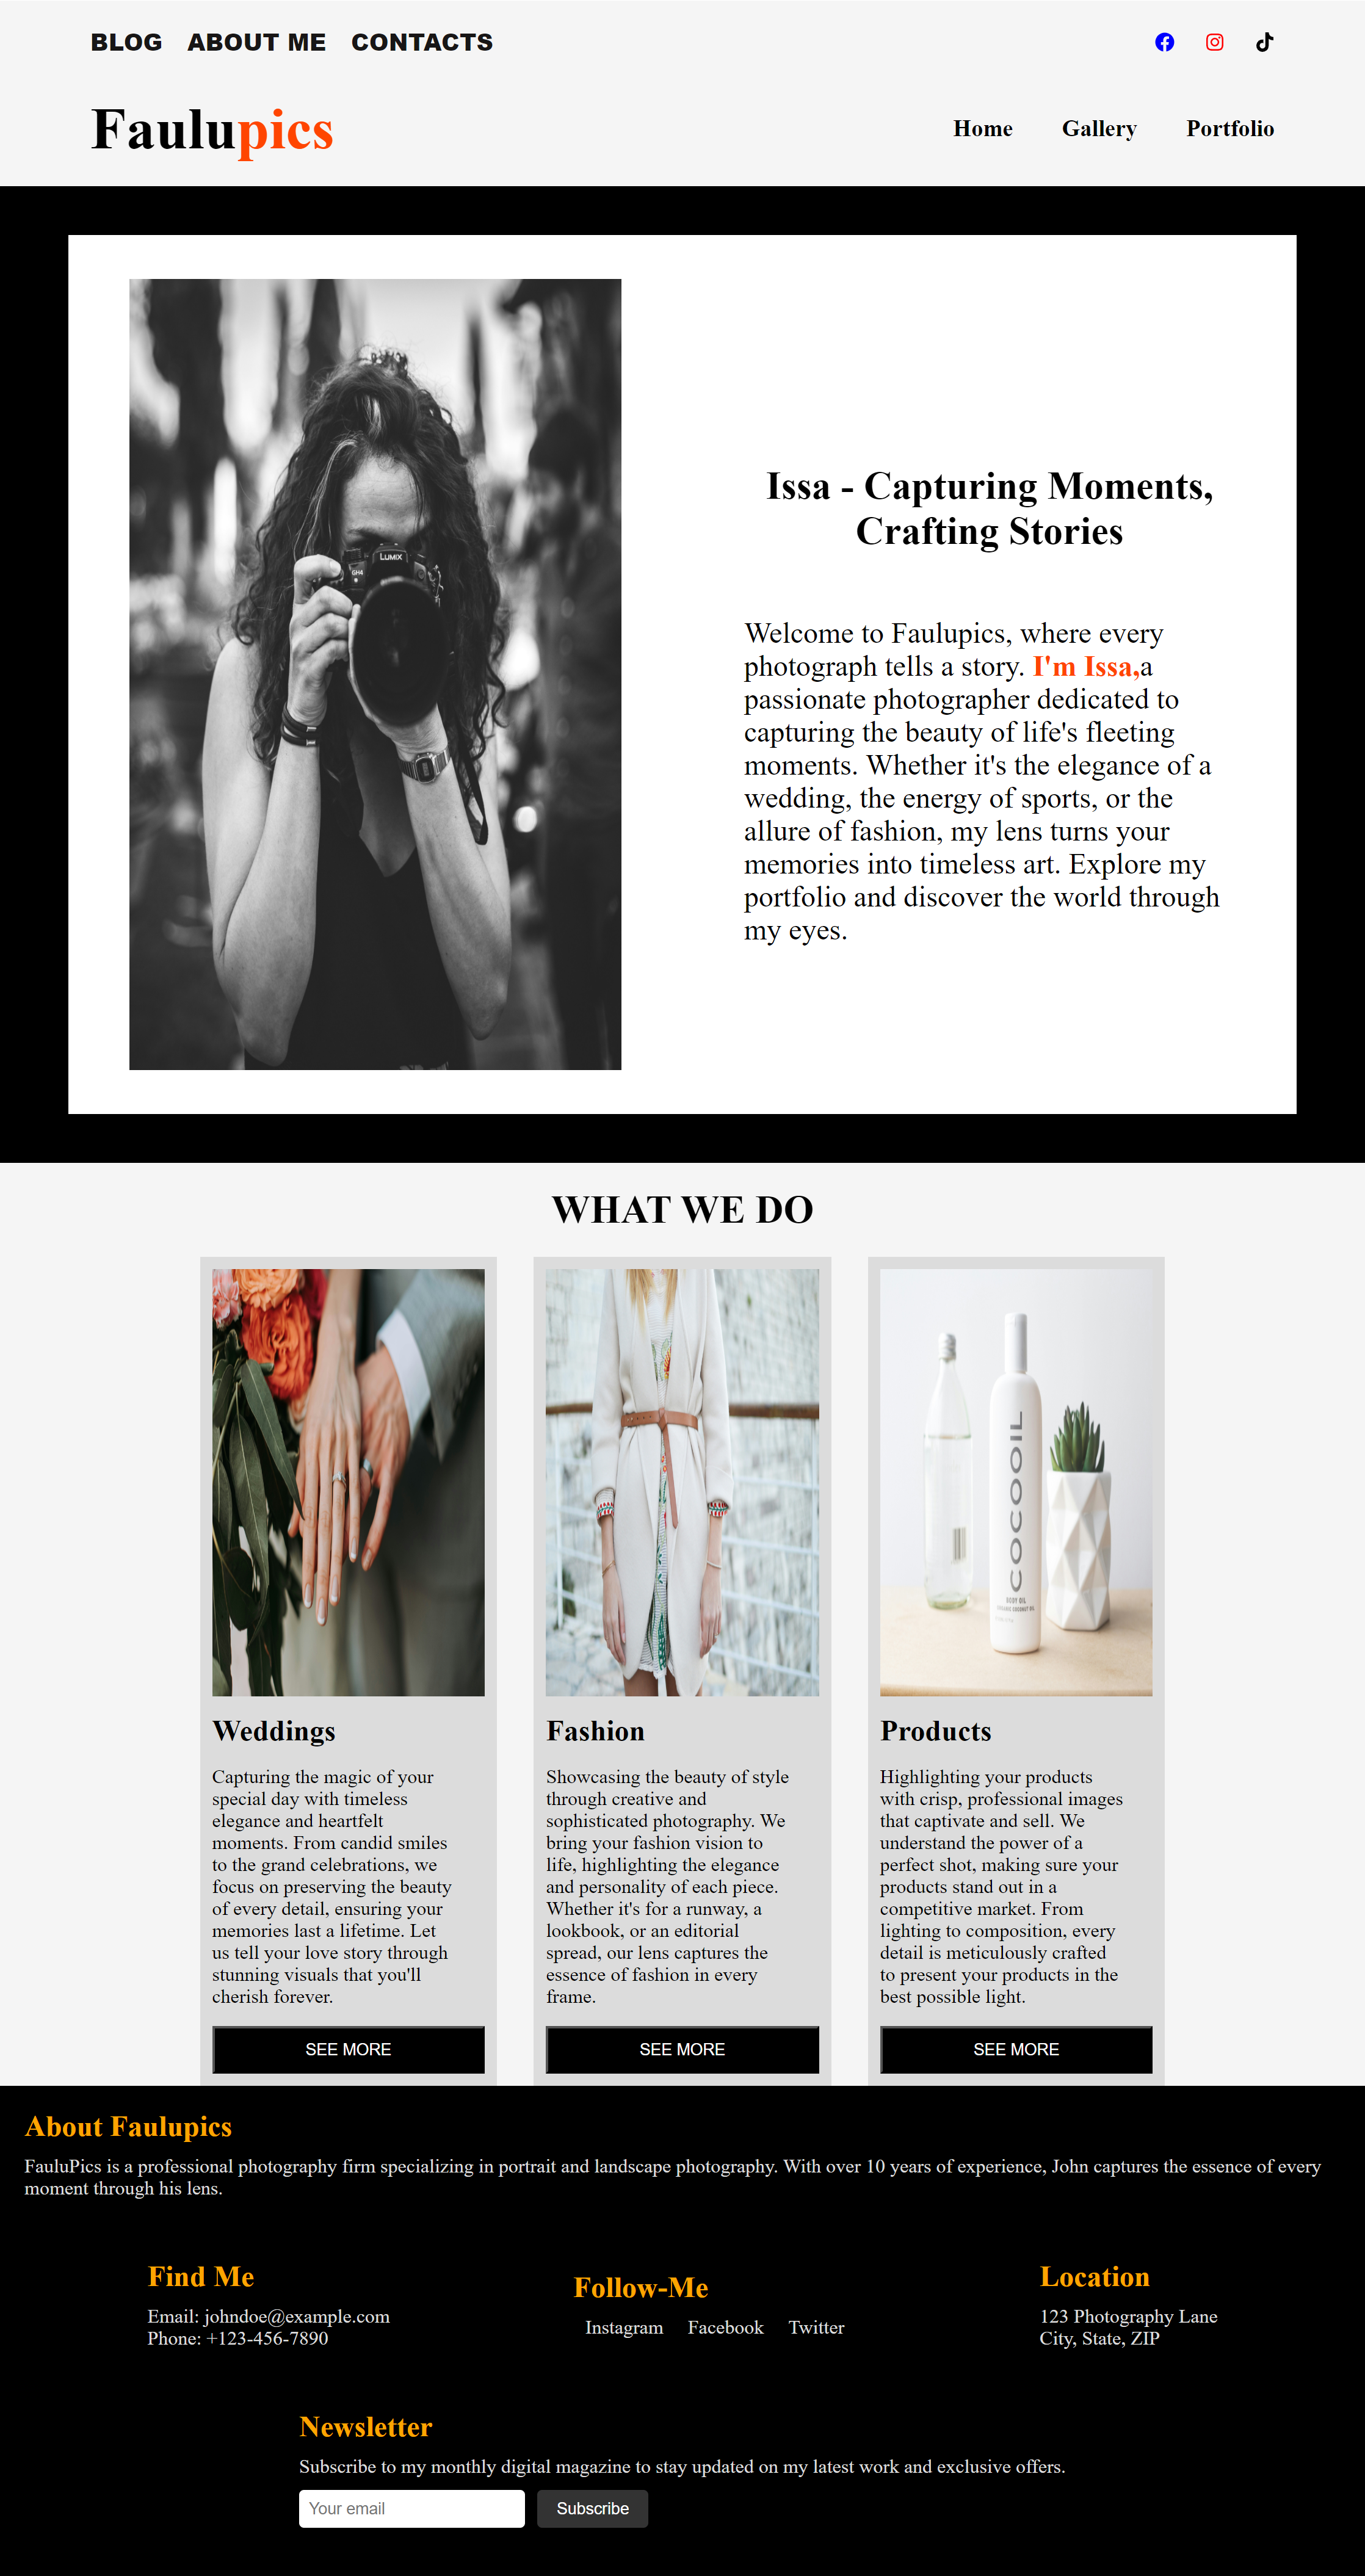 BLOG ABOUT ME CONTACTS
Faulupics
Home Gallery Portfolio
LUMIX
GH4
Issa - Capturing Moments,
Crafting Stories
Welcome to Faulupics, where every
photograph tells a story. I'm Issa,a
passionate photographer dedicated to
capturing the beauty of life's fleeting
moments. Whether it's the elegance of a
wedding, the energy of sports, or the
allure of fashion, my lens turns your
memories into timeless art. Explore my
portfolio and discover the world through
my eyes.
WHAT WE DO
Weddings
Capturing the magic of your
special day with timeless
elegance and heartfelt
moments. From candid smiles
to the grand celebrations, we
focus on preserving the beauty
of every detail, ensuring your
memories last a lifetime. Let
us tell your love story through
stunning visuals that you'll
cherish forever.
SEE MORE
Fashion
Showcasing the beauty of style
through creative and
sophisticated photography. We
bring your fashion vision to
life, highlighting the elegance
and personality of each piece.
Whether it's for a runway, a
lookbook, or an editorial
spread, our lens captures the
essence of fashion in every
frame.
SEE MORE
COCOOIL
BODY OIL
Products
Highlighting your products
with crisp, professional images
that captivate and sell. We
understand the power of a
perfect shot, making sure your
products stand out in a
competitive market. From
lighting to composition, every
detail is meticulously crafted
to present your products in the
best possible light.
SEE MORE
About Faulupics
FauluPics is a professional photography firm specializing in portrait and landscape photography. With over 10 years of experience, John captures the essence of every
moment through his lens.
Find Me
Email: johndoe@example.com
Phone: +123-456-7890
Follow-Me
Instagram Facebook Twitter
Location
123 Photography Lane
City, State, ZIP
Newsletter
Subscribe to my monthly digital magazine to stay updated on my latest work and exclusive offers.
Your email Subscribe